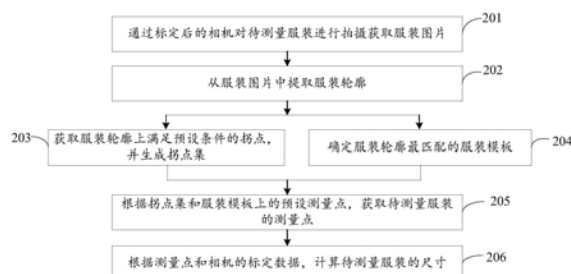 通过标定后的相机对待测量服装进行拍摄获取服装图片
201
从服装图片中提取服装轮廓
202
203
获取服装轮廓上满足预设条件的拐点，
并生成拐点集
确定服装轮廓最匹配的服装模板
204
根据拐点集和服装模板上的预设测量点，获取待测量服装
的测量点
205
根据测量点和相机的标定数据，计算待测量服装的尺寸
206